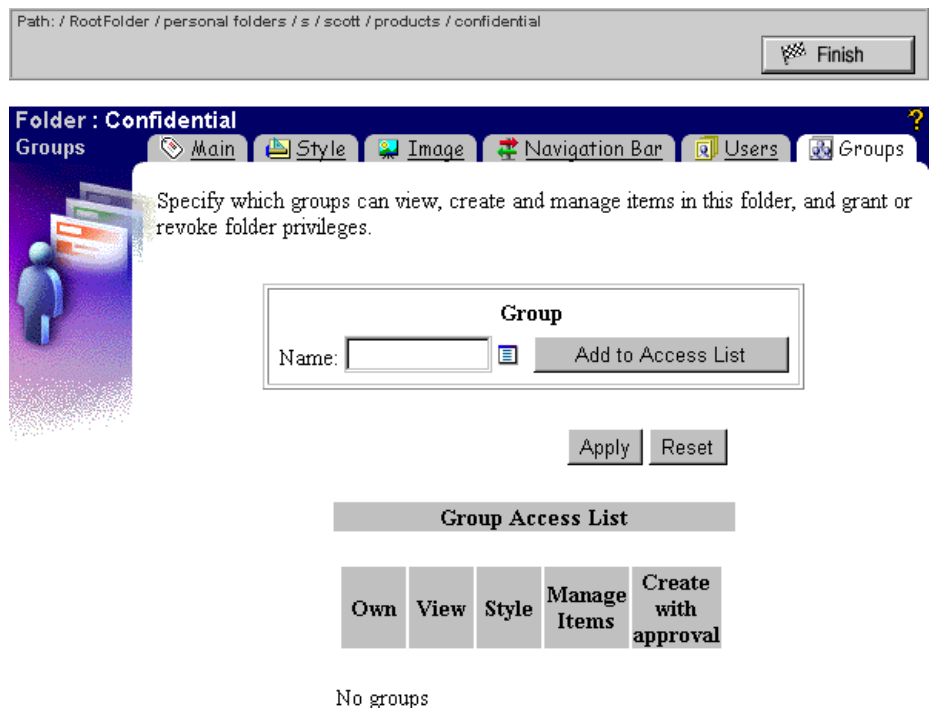 Path: / RootFolder / personal folders / s / scott / products / confidential
Finish
Folder : Confidential
?
Groups
Main
Style
Image
Navigation Bar
Users
Groups
Specify which groups can view, create and manage items in this folder, and grant or
revoke folder privileges.
Group
Name:
Add to Access List
Apply
Reset
Group Access List
Own
View
Style
Manage
Items
Create
with
approval
No groups